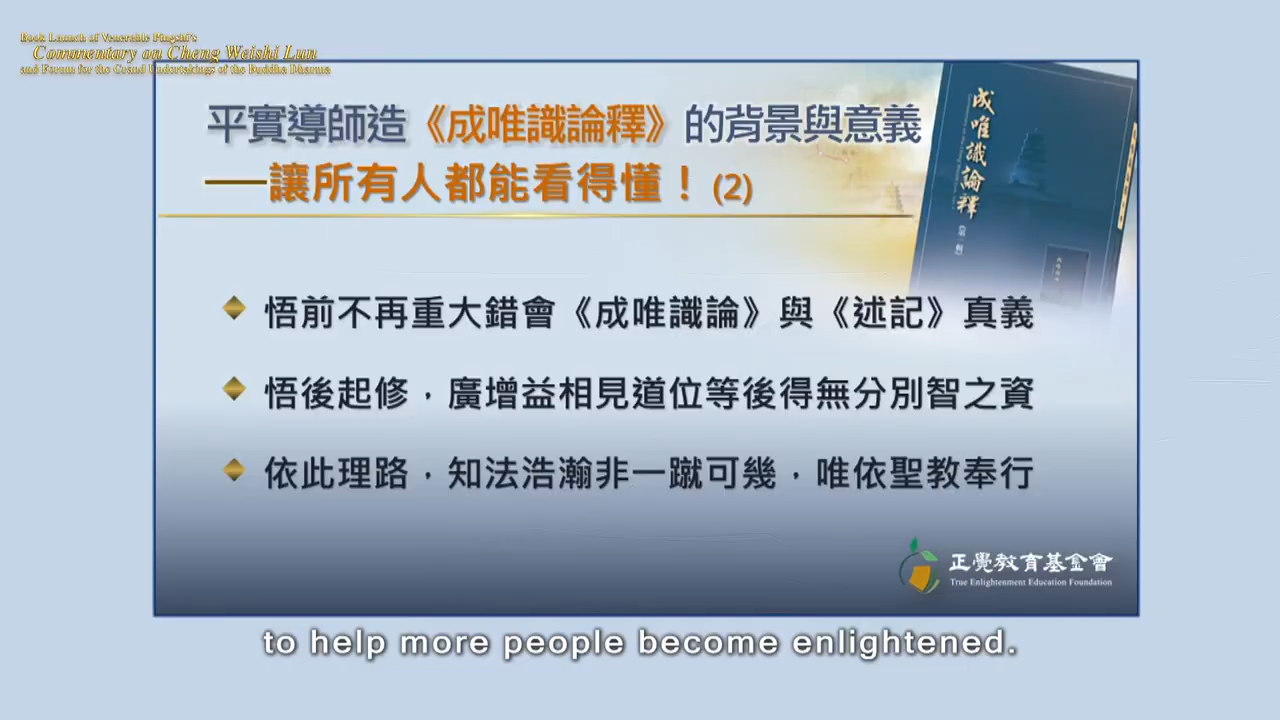 Book Launch of Venerable Pingshi's
Commentary on Cheng Weishi Lun
and Forum for the Grand Undertakings of the Buddha Dharma
平實導師造《成唯識論釋》的背景與意義
──讓所有人都能看得懂！(2)
成唯識論釋
悟前不再重大錯會《成唯識論》與《述記》真義
悟後起修，廣增益相見道位等後得無分別智之資
依此理路，知法浩瀚非一蹴可幾，唯依聖教奉行
正覺教育基金會
True Enlightenment Education Foundation
to help more people become enlightened.